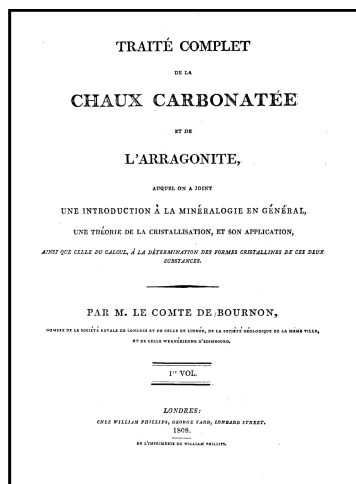 TRAITÉ COMPLET
DE LA
CHAUX CARBONATÉE
ET DE
L'ARRAGONITE,
AUQUEL ON A JOINT
UNE INTRODUCTION À LA MINÉRALOGIE EN GÉNÉRAL,
UNE THÉORIE DE LA CRISTALLISATION, ET SON APPLICATION,
AINSI QUE CELLE DU CALCUL, À LA DÉTERMINATION DES FORMES CRISTALLINES DE CES DEUX
SUBSTANCES.
PAR M. LE COMTE DE BOURNON,
MEMBRE DE LA SOCIÉTÉ ROYALE DE LONDRES ET DE CELLE DE LINNÉE, DE LA SOCIÉTÉ GÉOLOGIQUE DE LA MEME VILLE,
ET DE CELLE WERNÉRIENNE D'EDIMBOURG.
1er VOL.
LONDRES:
CHEZ WILLIAM PHILLIPS, GEORGE YARD, LOMBARD STREET.
1808.
DE L'IMPRIMERIE DE WILLIAM PHILLIPS.